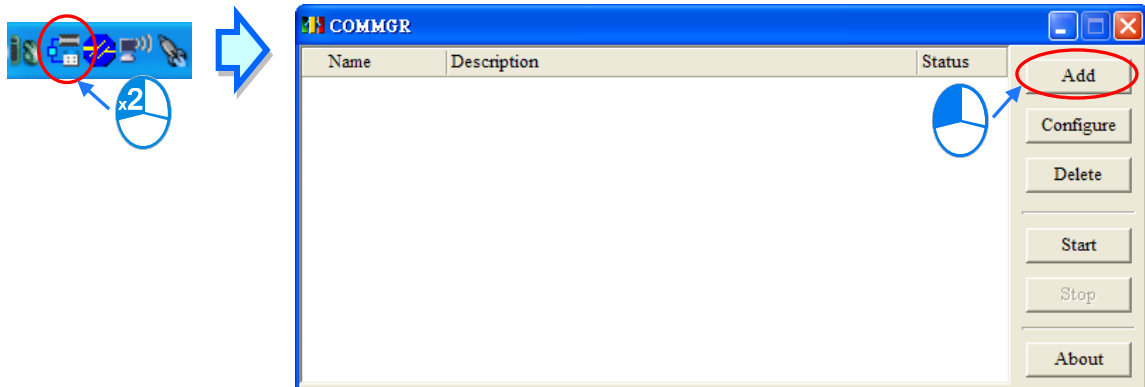 COMMGR
Name Description Status
Add
Configure
Delete
Start
Stop
About
x2